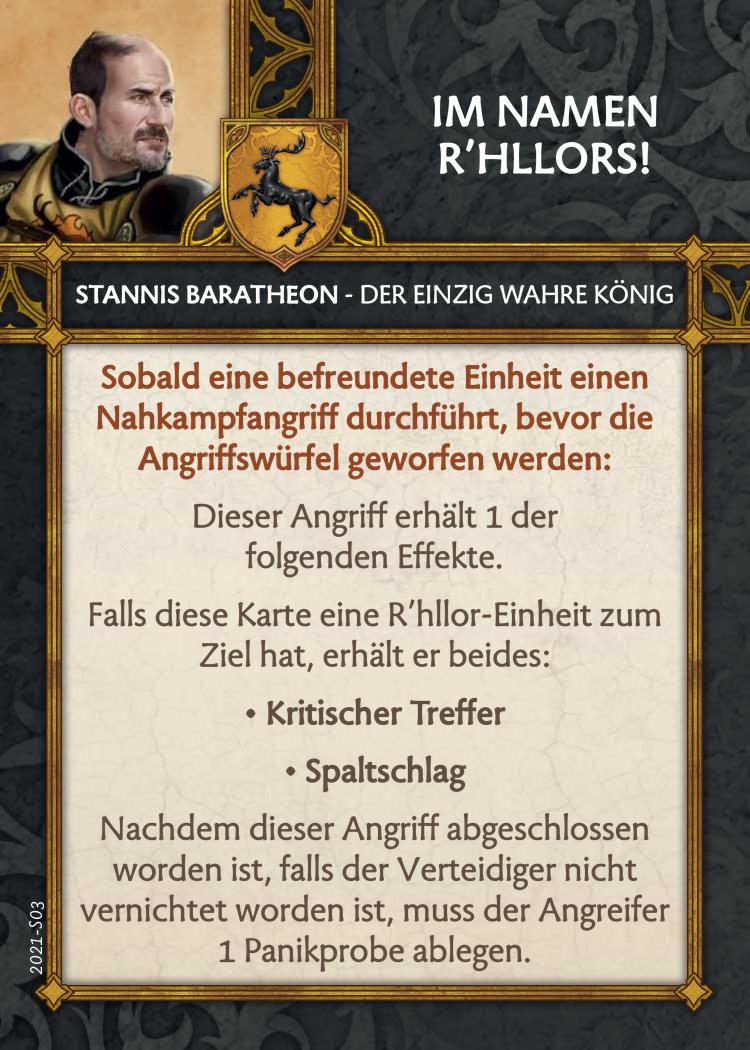 IM NAMEN
R’HLLORS!
STANNIS BARATHEON - DER EINZIG WAHRE KÖNIG
Sobald eine befreundete Einheit einen
Nahkampfangriff durchführt, bevor die
Angriffswürfel geworfen werden:
Dieser Angriff erhält 1 der
folgenden Effekte.
Falls diese Karte eine R’hllor-Einheit zum
Ziel hat, erhält er beides:
• Kritischer Treffer
• Spaltschlag
Nachdem dieser Angriff abgeschlossen
worden ist, falls der Verteidiger nicht
vernichtet worden ist, muss der Angreifer
1 Panikprobe ablegen.
2021-S03